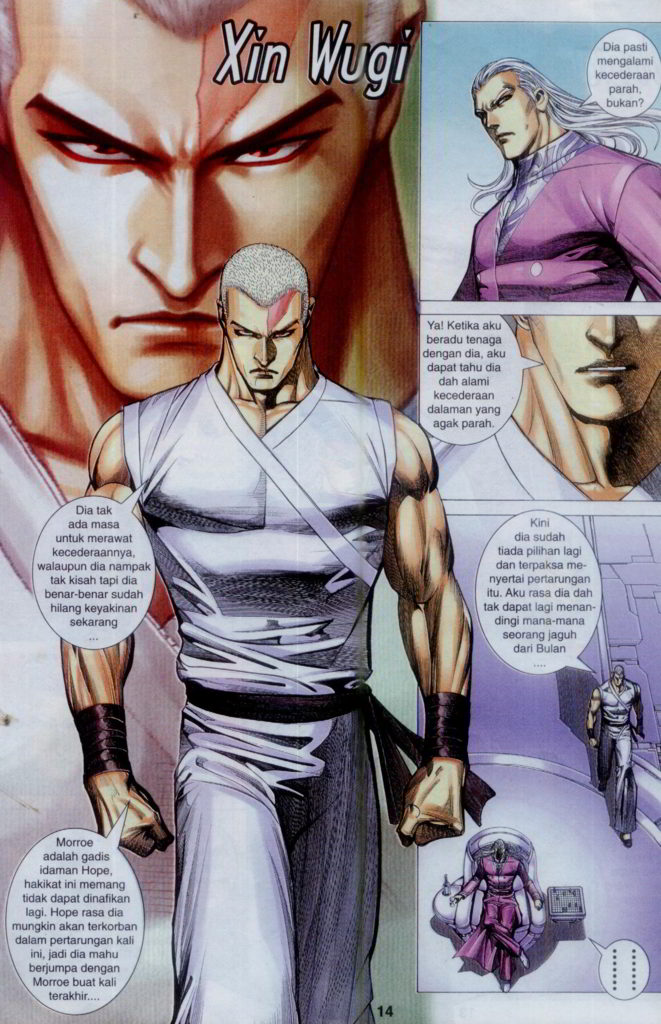 Xin Wugi
Dia pasti
mengalami
kecederaan
parah,
bukan?
Ya! Ketika aku
beradu tenaga
dengan dia, aku
dapat tahu dia
dah alami
kecederaan
dalaman yang
agak parah.
Dia tak
ada masa
untuk merawat
kecederaannya,
walaupun dia nampak
tak kisah tapi dia
benar-benar sudah
hilang keyakinan
sekarang
...
Kini
dia sudah
tiada pilihan lagi
dan terpaksa me-
nyertai pertarungan
itu. Aku rasa dia dah
tak dapat lagi menan-
dingi mana-mana
seorang jaguh
dari Bulan
....
Morroe
adalah gadis
idaman Hope,
hakikat ini memang
tidak dapat dinafikan
lagi. Hope rasa dia
mungkin akan terkorban
dalam pertarungan kali
ini, jadi dia mahu
berjumpa dengan
Morroe buat kali
terakhir....
14